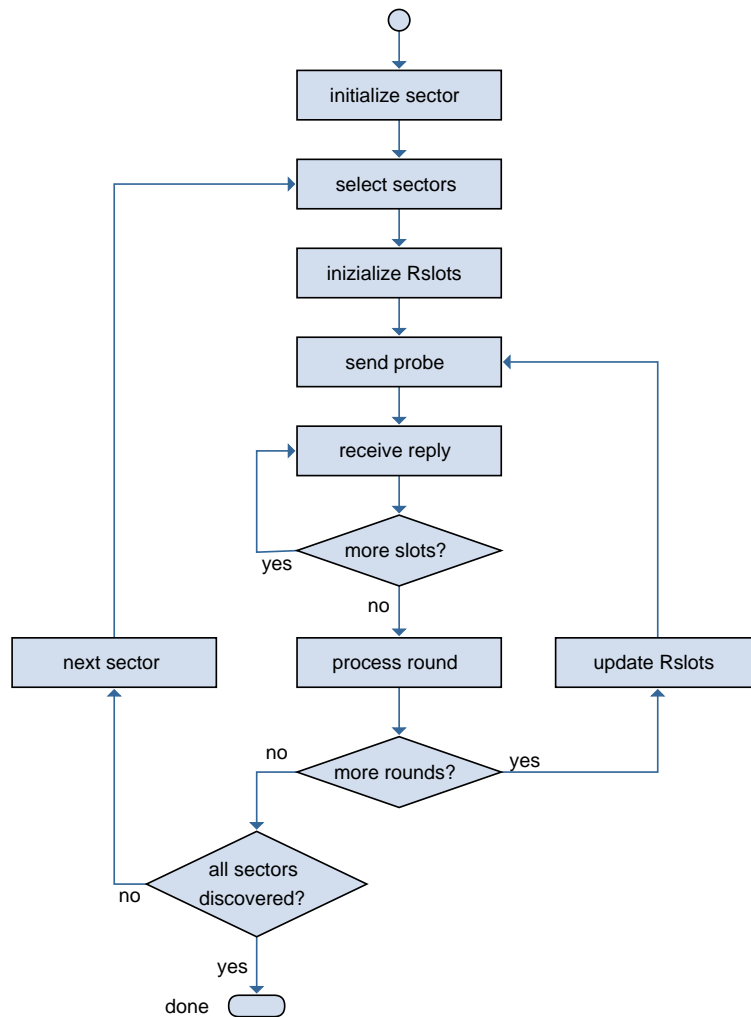 initialize sector
select sectors
inizialize Rslots
send probe
receive reply
more slots?
yes
no
next sector
process round
update Rslots
no
more rounds?
yes
all sectors
discovered?
no
yes
done